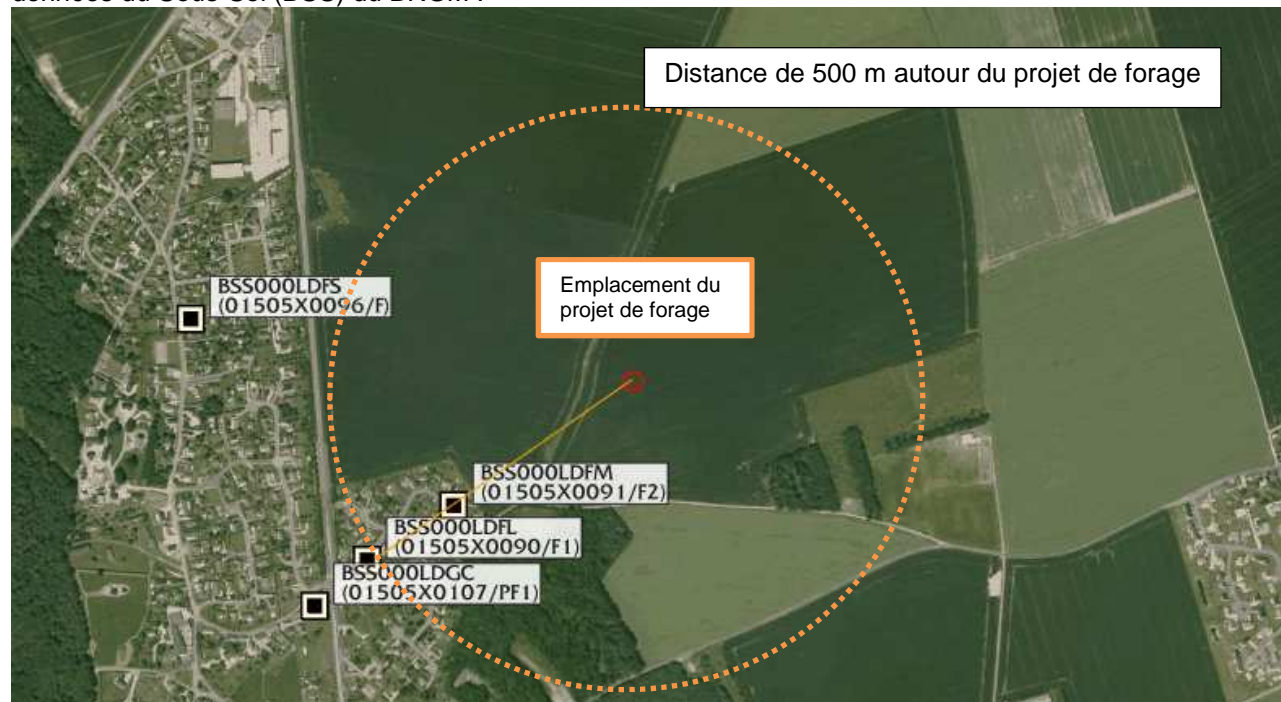 Distance de 500 m autour du projet de forage
Emplacement du
projet de forage
BSS000LDFS
(01505X0096/F)
BSS000LDFM
(01505X0091/F2)
BSS000LDFL
(01505X0090/F1)
BSS000LDGC
(01505X0107/PF1)